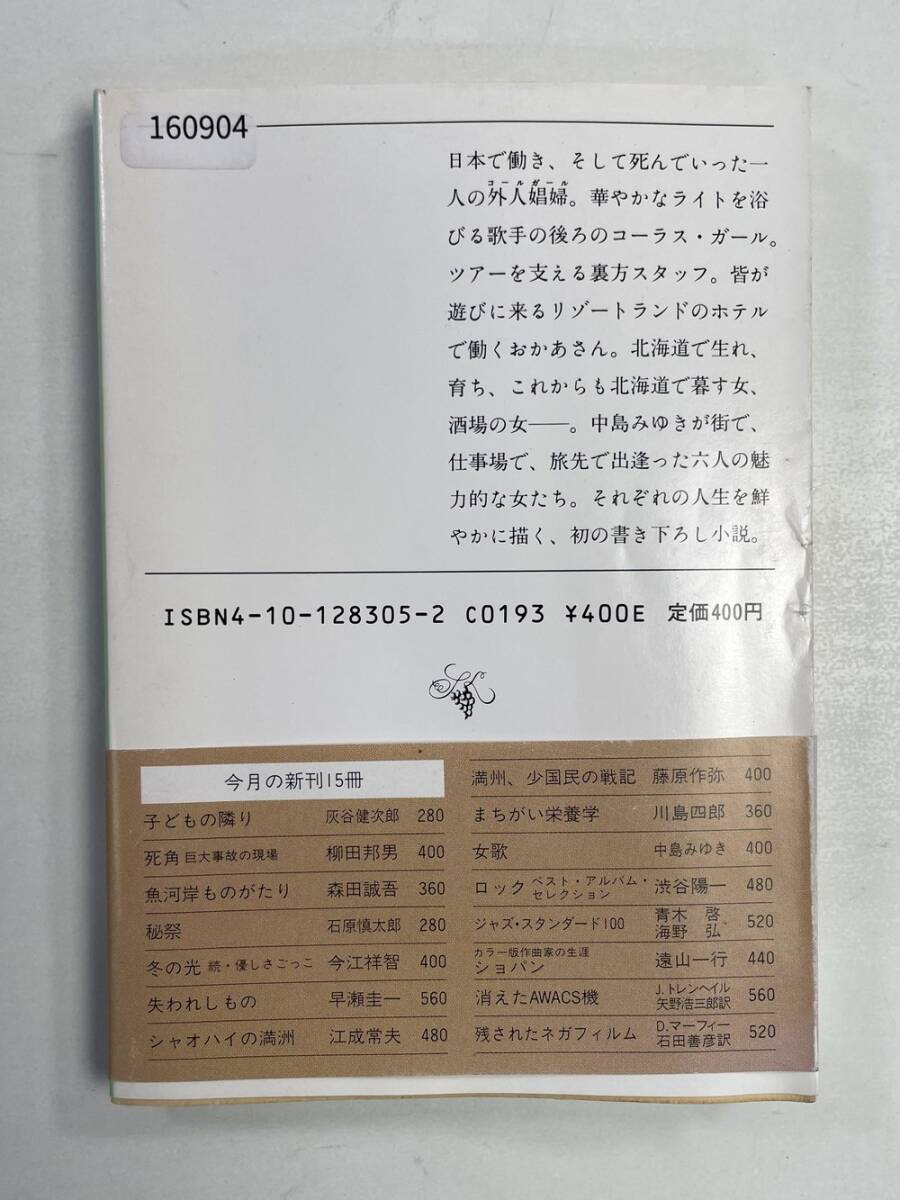 160904
日本で働き、そして死んでいった一
人の外人娼婦。華やかなライトを浴
コールガール
びる歌手の後ろのコーラス・ガール。
ツアーを支える裏方スタッフ。皆が
遊びに来るリゾートランドのホテル
で働くおかあさん。北海道で生れ、
育ち、これからも北海道で暮す女、
酒場の女――。中島みゆきが街で、
仕事場で、旅先で出逢った六人の魅
力的な女たち。それぞれの人生を鮮
やかに描く、初の書き下ろし小説。
ISBN4-10-128305-2 C0193 ¥400E 定価400円
今月の新刊15冊
子どもの隣り 灰谷健次郎 280
死角 巨大事故の現場 柳田邦男 400
魚河岸ものがたり 森田誠吾 360
秘祭 石原慎太郎 280
冬の光 続・優しさごっこ 今江祥智 400
失われしもの 早瀬圭一 560
シャオハイの満洲 江成常夫 480
満州、少国民の戦記 藤原作弥 400
まちがい栄養学 川島四郎 360
女歌 中島みゆき 400
ロック ベスト・アルバム・セレクション 渋谷陽一 480
ジャズ・スタンダード100 青木啓 海野弘 520
カラー版作曲家の生涯
ショパン 遠山一行 440
消えたAWACS機 J.トレンヘイル 矢野浩三郎訳 560
残されたネガフィルム D.マーフィー 石田善彦訳 520